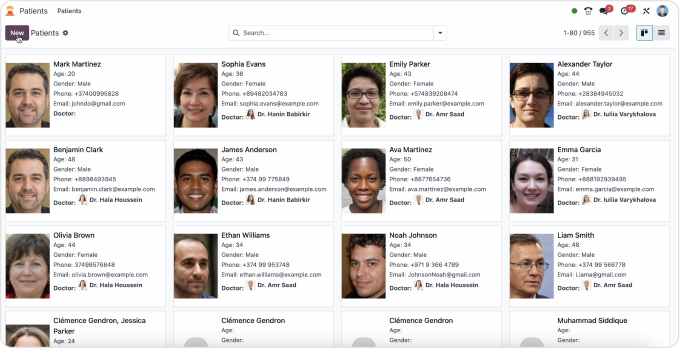 Patients Patients 3 17
New Patients Search... 1-80 / 955
Mark Martinez
Age: 20
Gender: Male
Phone: +37400995828
Email: johndo@gmail.com
Doctor:
Sophia Evans
Age: 38
Gender: Female
Phone: +89482034783
Email: sophia.evans@example.com
Doctor: Dr. Hanin Babirkir
Emily Parker
Age: 43
Gender: Female
Phone: +574839208474
Email: emily.parker@example.com
Doctor: Dr. Amr Saad
Alexander Taylor
Age: 44
Gender: Male
Phone: +28384945032
Email: alexander.taylor@example.com
Doctor: Dr. Iuliia Varykhalova
Benjamin Clark
Age: 48
Gender: Male
Phone: +8898493945
Email: benjamin.clark@example.com
Doctor: Dr. Hala Houssein
James Anderson
Age: 43
Gender: Male
Phone: +374 99 775849
Email: james.anderson@example.com
Doctor: Dr. Hanin Babirkir
Ava Martinez
Age: 50
Gender: Female
Phone: +8877654736
Email: ava.martinez@example.com
Doctor: Dr. Amr Saad
Emma Garcia
Age: 31
Gender: Female
Phone: +888192939495
Email: emma.garcia@example.com
Doctor: Dr. Iuliia Varykhalova
Olivia Brown
Age: 44
Gender: Female
Phone: 37498576848
Email: olivia.brown@example.com
Doctor: Dr. Hala Houssein
Ethan Williams
Age: 34
Gender: Male
Phone: +374 99 953748
Email: ethan.williams@example.com
Doctor: Dr. Amr Saad
Noah Johnson
Age: 34
Gender: Male
Phone: +971 9 366 4789
Email: JohnsonNoah@gmail.com
Doctor: Dr. Hala Houssein
Liam Smith
Age: 48
Gender: Male
Phone: +374 99 566778
Email: Liama@gmail.com
Doctor: Dr. Amr Saad
Clémence Gendron, Jessica
Parker
Age: 24
Clémence Gendron
Age:
Gender:
Clémence Gendron
Age:
Gender:
Muhammad Siddique
Age:
Gender: